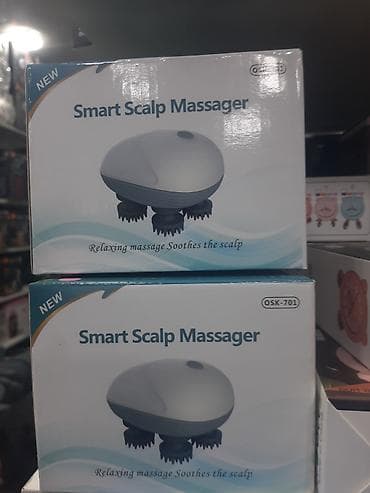 NEW
Smart Scalp Massager
Relaxing massage Soothes the scalp
NEW
QSK-701
Smart Scalp Massager
Relaxing massage Soothes the scalp